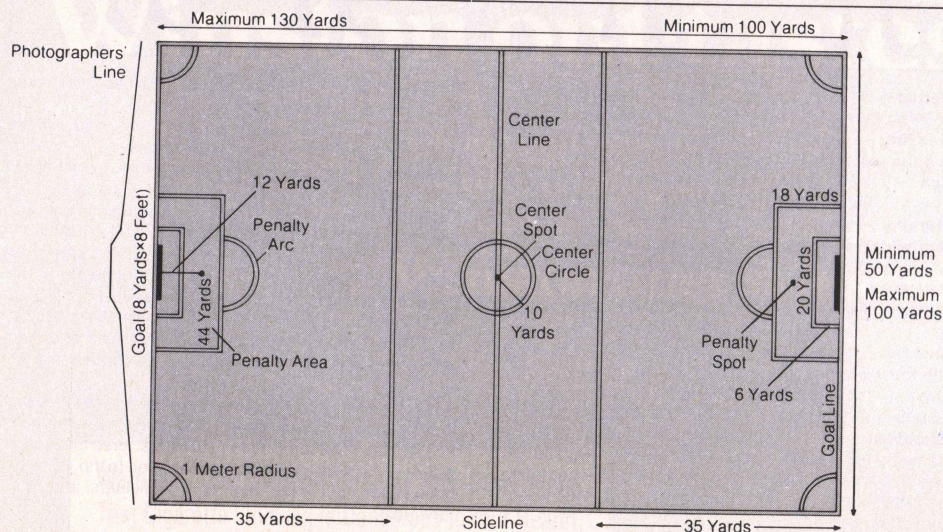 Maximum 130 Yards
Minimum 100 Yards
Photographers'
Line
Center
Line
12 Yards
18 Yards
Penalty
Arc
Center
Spot
Center
Circle
Goal (8 Yards×8 Feet)
44 Yards
20 Yards
Minimum
50 Yards
Maximum
100 Yards
10
Yards
Penalty Area
Penalty
Spot
6 Yards
Goal Line
1 Meter Radius
35 Yards
Sideline
35 Yards